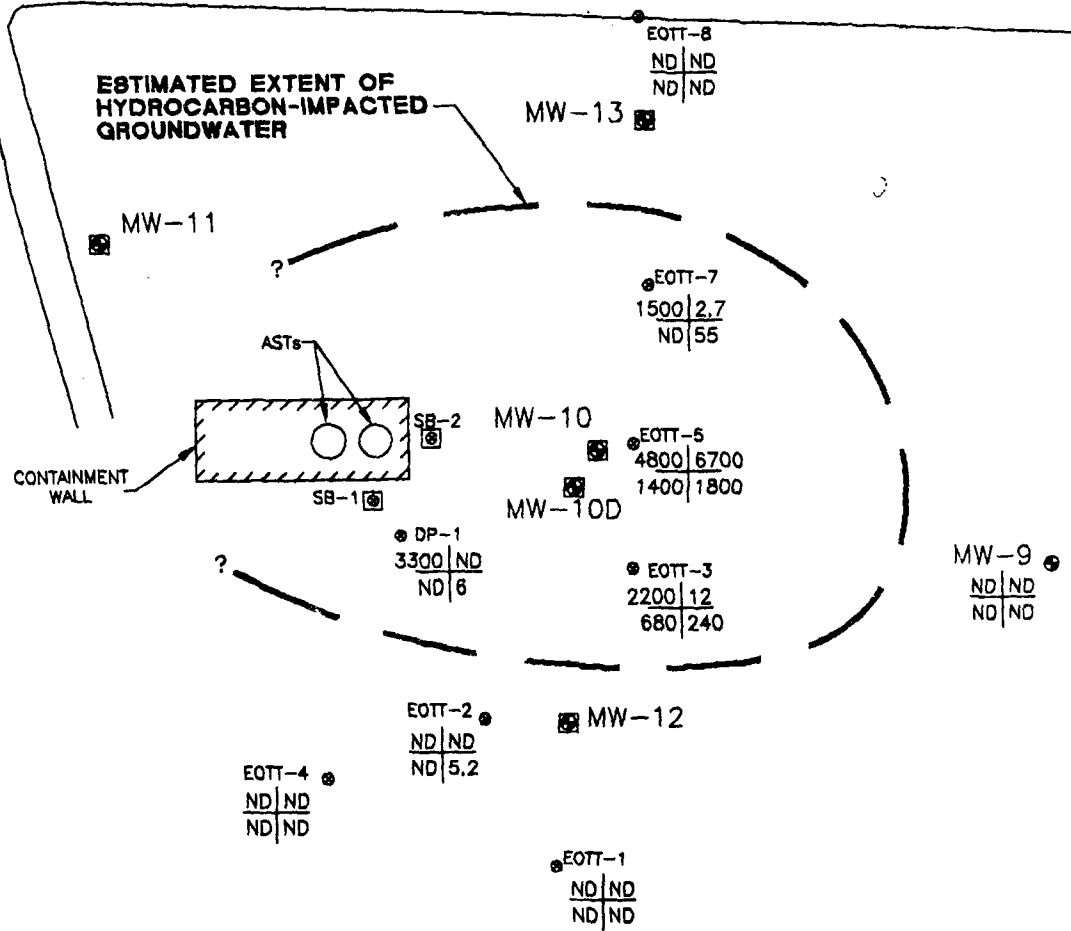 EOTT-8
ND|ND
ND|ND
ESTIMATED EXTENT OF
HYDROCARBON-IMPACTED
GROUNDWATER
MW-13
MW-11
?
EOTT-7
1500|2.7
ND|55
ASTs
SB-2
MW-10
EOTT-5
4800|6700
1400|1800
CONTAINMENT
WALL
SB-1
MW-10D
DP-1
3300|ND
ND|6
?
EOTT-3
2200|12
680|240
MW-9
ND|ND
ND|ND
EOTT-2
ND|ND
ND|5.2
MW-12
EOTT-4
ND|ND
ND|ND
EOTT-1
ND|ND
ND|ND